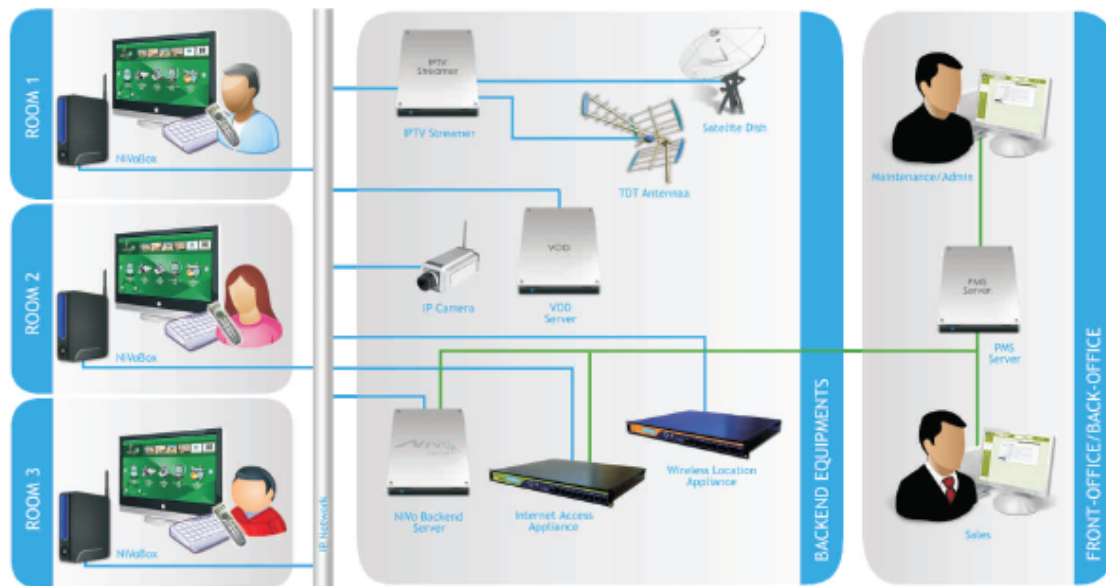 ROOM 1
NiVoBox
ROOM 2
NiVoBox
ROOM 3
NiVoBox
IP Network
IPTV
Streamer
IPTV Streamer
Satelite Dish
TDT Antennaa
IP Camera
VOD
VOD
Server
NiVo Backend
Server
Internet Access
Appliance
Wireless Location
Appliance
BACKEND EQUIPMENTS
Maintenance/Admin
PMS
Server
PMS
Server
Sales
FRONT-OFFICE/BACK-OFFICE